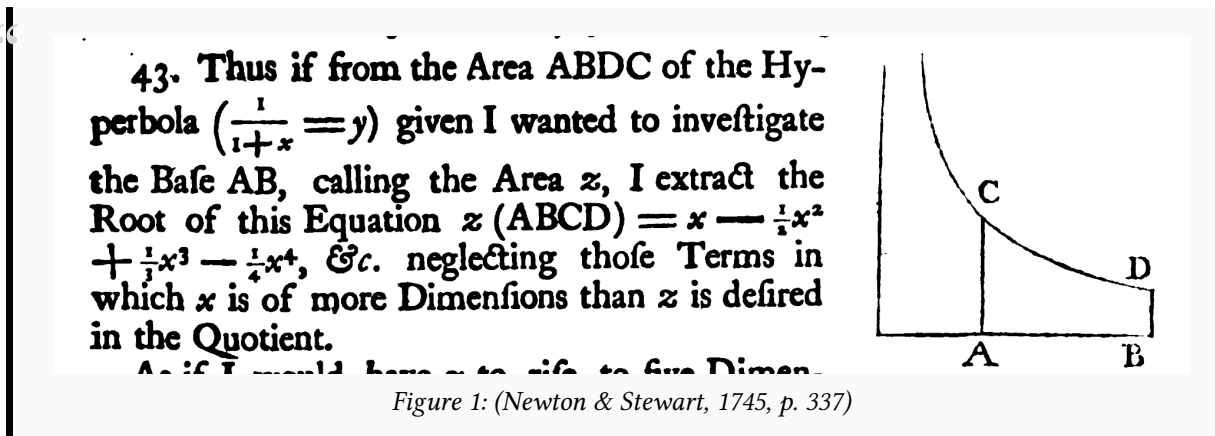 43. Thus if from the Area ABDC of the Hy-
perbola (1/1+x =y) given I wanted to inveſtigate
the Baſe AB, calling the Area z, I extract the
Root of this Equation z (ABCD) = x — ½x²
+ ⅓x³ — ¼x⁴, &c. neglecting thoſe Terms in
which x is of more Dimenſions than z is deſired
in the Quotient.
C
D
A
B
Figure 1: (Newton & Stewart, 1745, p. 337)